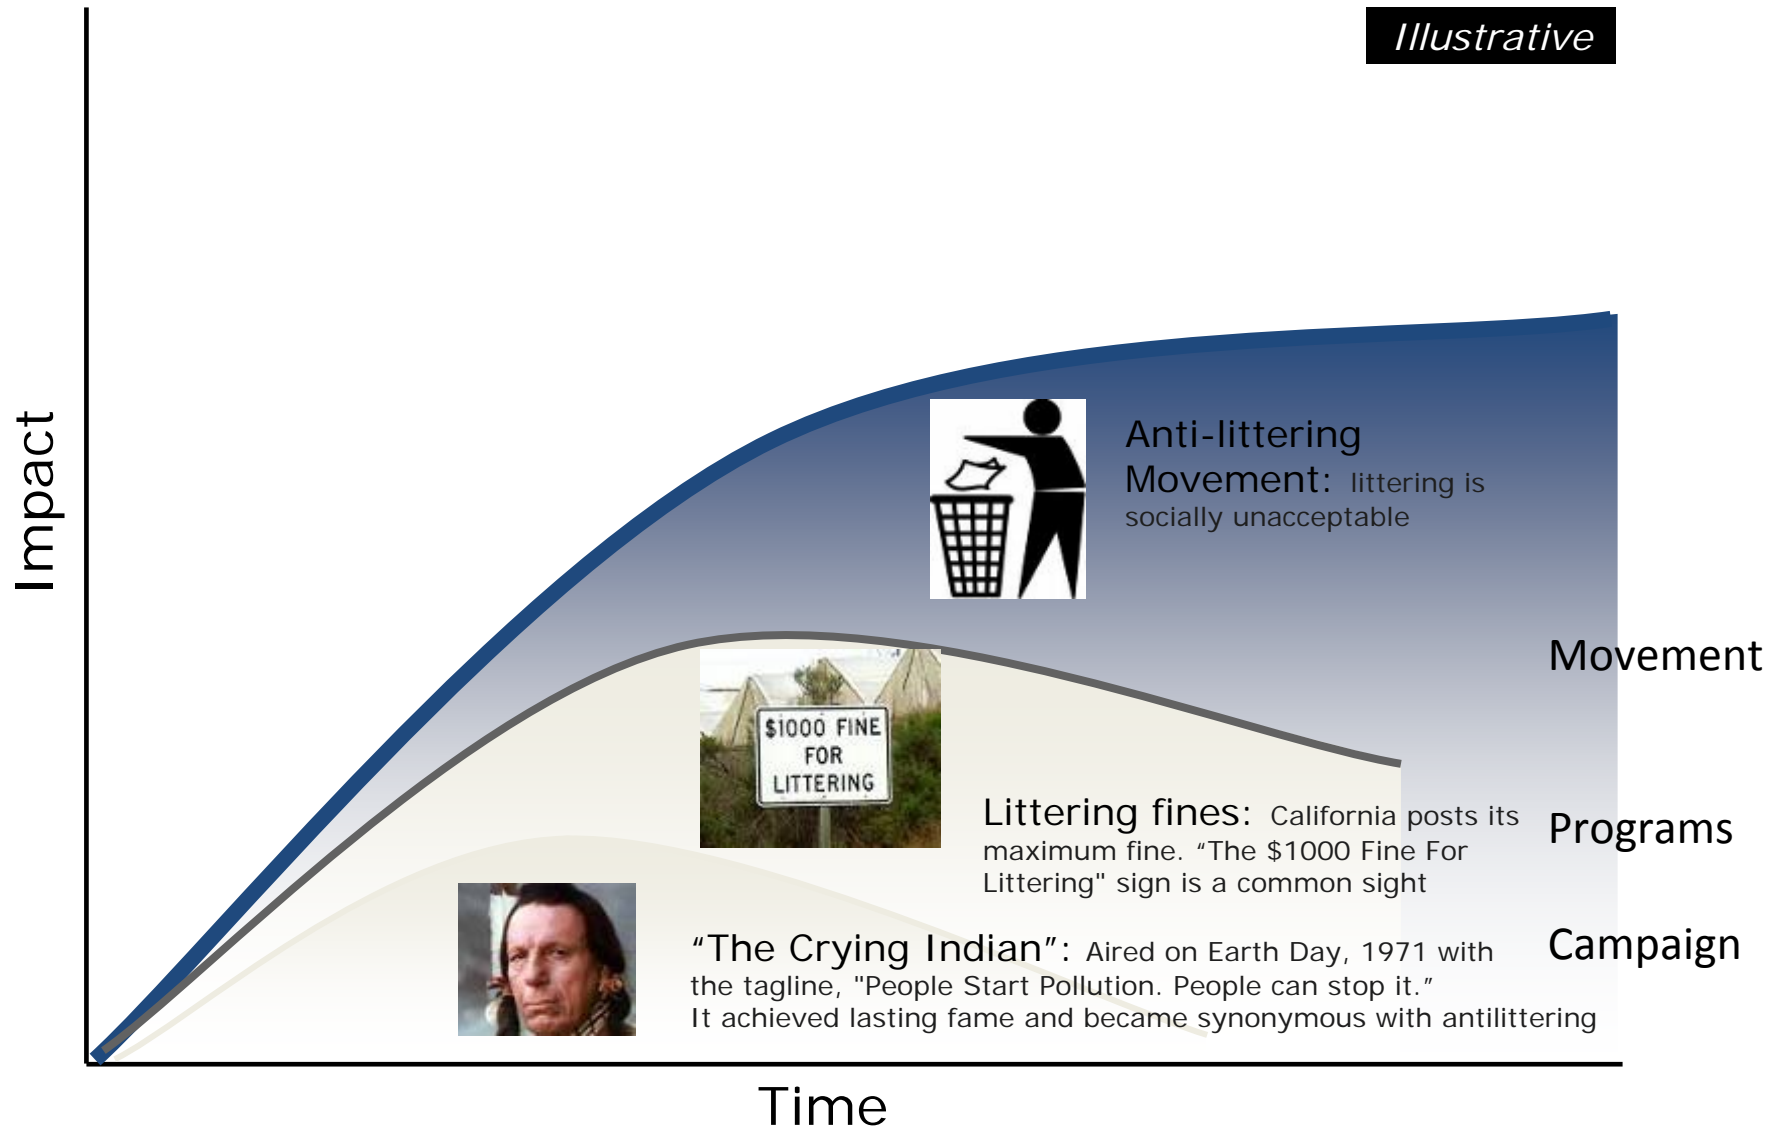 Illustrative
Impact
Anti-littering
Movement: littering is
socially unacceptable
Movement
$1000 FINE
FOR
LITTERING
Littering fines: California posts its
maximum fine. “The $1000 Fine For
Littering" sign is a common sight
Programs
“The Crying Indian”: Aired on Earth Day, 1971 with
the tagline, "People Start Pollution. People can stop it.”
It achieved lasting fame and became synonymous with antilittering
Campaign
Time